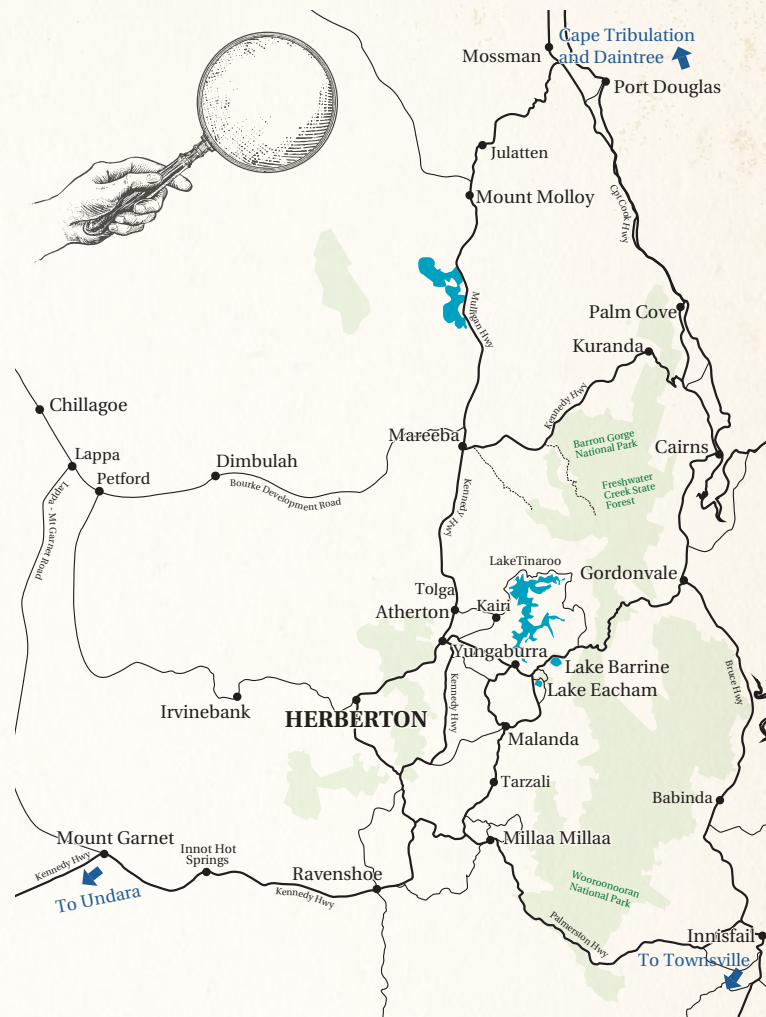 Cape Tribulation
and Daintree
Mossman
Port Douglas
Julatten
Mount Molloy
Cpt Cook Hwy
Mulligan Hwy
Palm Cove
Kuranda
Kennedy Hwy
Chillagoe
Mareeba
Barron Gorge
National Park
Cairns
Lappa
Dimbulah
Petford
Bourke Development Road
Freshwater
Creek State
Forest
Lappa - Mt Garnet Road
Kennedy Hwy
LakeTinaroo
Gordonvale
Tolga
Kairi
Atherton
Yungaburra
Lake Barrine
Lake Eacham
Bruce Hwy
Kennedy Hwy
Irvinebank
HERBERTON
Malanda
Tarzali
Babinda
Mount Garnet
Millaa Millaa
Innot Hot
Springs
Kennedy Hwy
Ravenshoe
To Undara
Kennedy Hwy
Wooroonooran
National Park
Palmerston Hwy
Innisfail
To Townsville